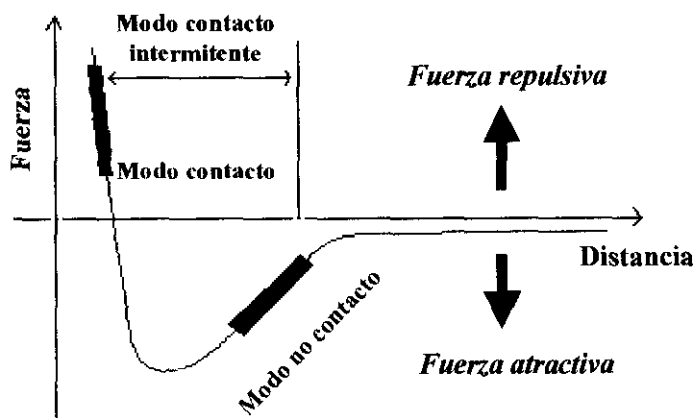 Modo contacto
intermitente
Fuerza repulsiva
Fuerza
Modo contacto
Distancia
Modo no contacto
Fuerza atractiva